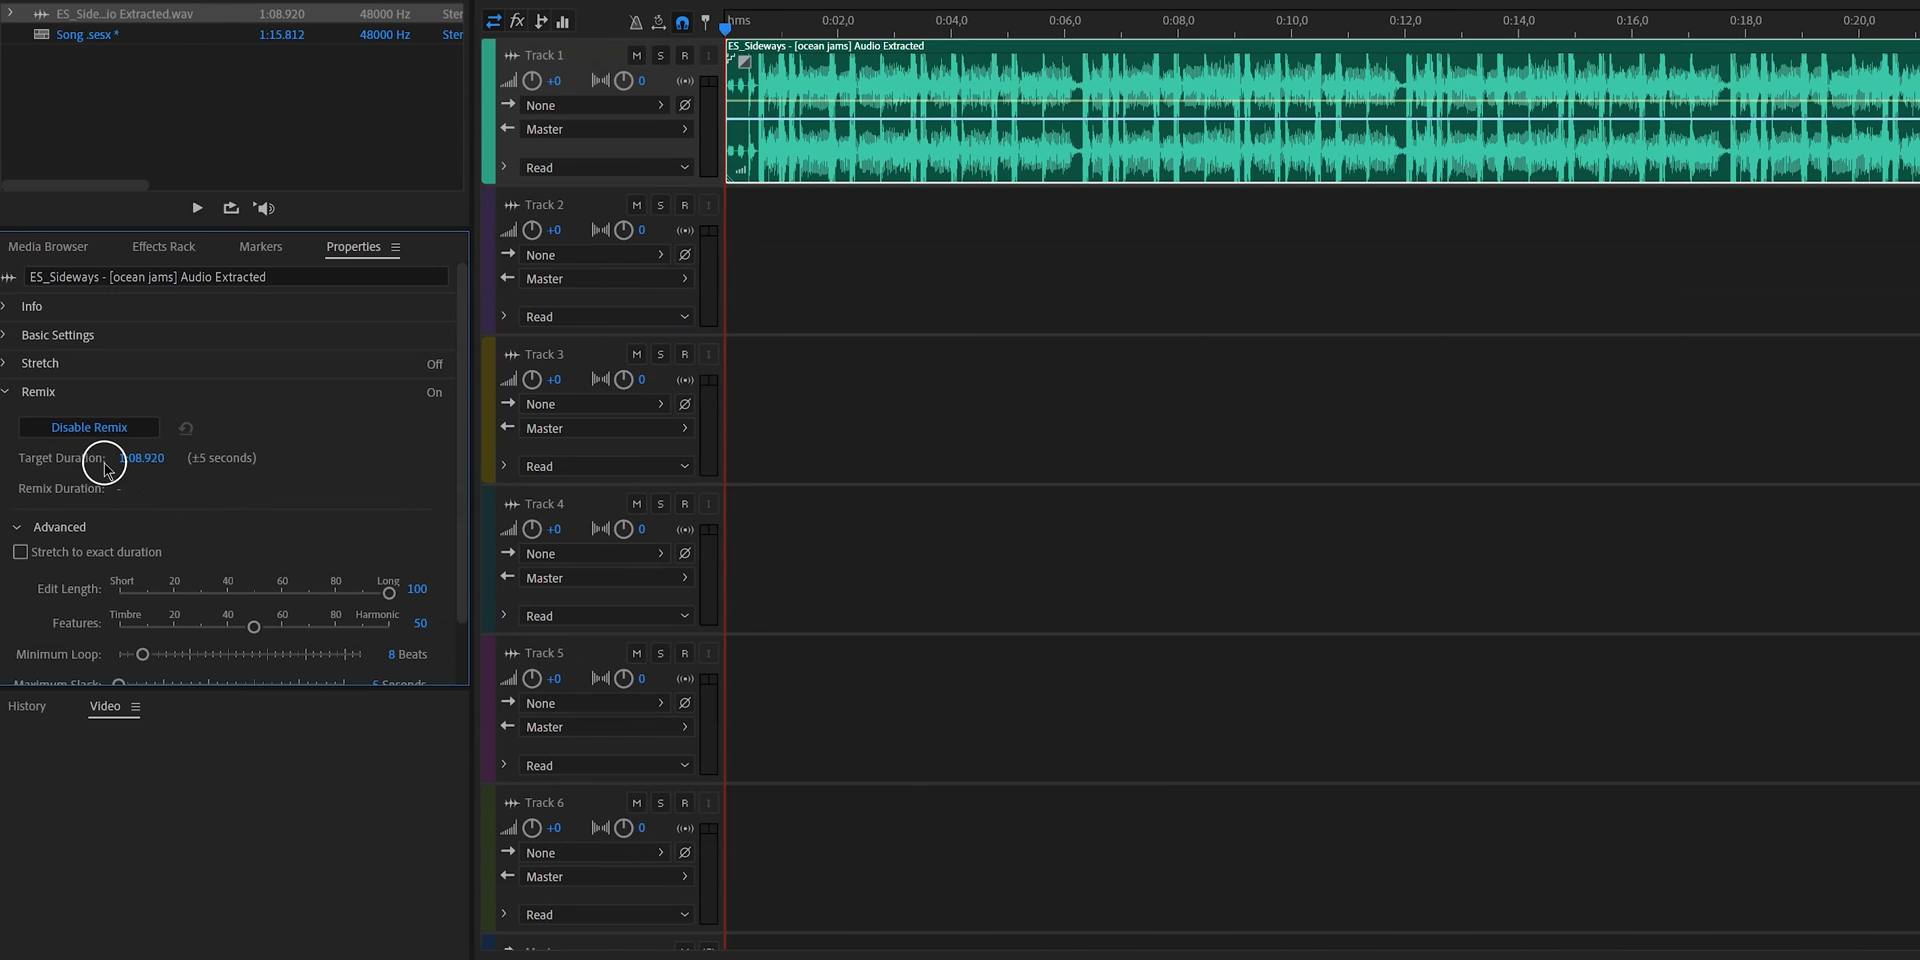 ES_Side...io Extracted.wav 1:08.920 48000 Hz Ster
Song .sesx * 1:15.812 48000 Hz Ster
Media Browser Effects Rack Markers Properties
ES_Sideways - [ocean jams] Audio Extracted
Info
Basic Settings
Stretch Off
Remix On
Disable Remix
Target Duration: 1:08.920 (±5 seconds)
Remix Duration: -
Advanced
Stretch to exact duration
Short 20 40 60 80 Long
Edit Length: 100
Timbre 20 40 60 80 Harmonic
Features: 50
Minimum Loop: 8 Beats
Maximum Slack: 5 Seconds
History Video
fx
hms 0:02,0 0:04,0 0:06,0 0:08,0 0:10,0 0:12,0 0:14,0 0:16,0 0:18,0 0:20,0
ES_Sideways - [ocean jams] Audio Extracted
Track 1 M S R I
+0 0
None
Master
Read
Track 2 M S R I
+0 0
None
Master
Read
Track 3 M S R I
+0 0
None
Master
Read
Track 4 M S R I
+0 0
None
Master
Read
Track 5 M S R I
+0 0
None
Master
Read
Track 6 M S R I
+0 0
None
Master
Read